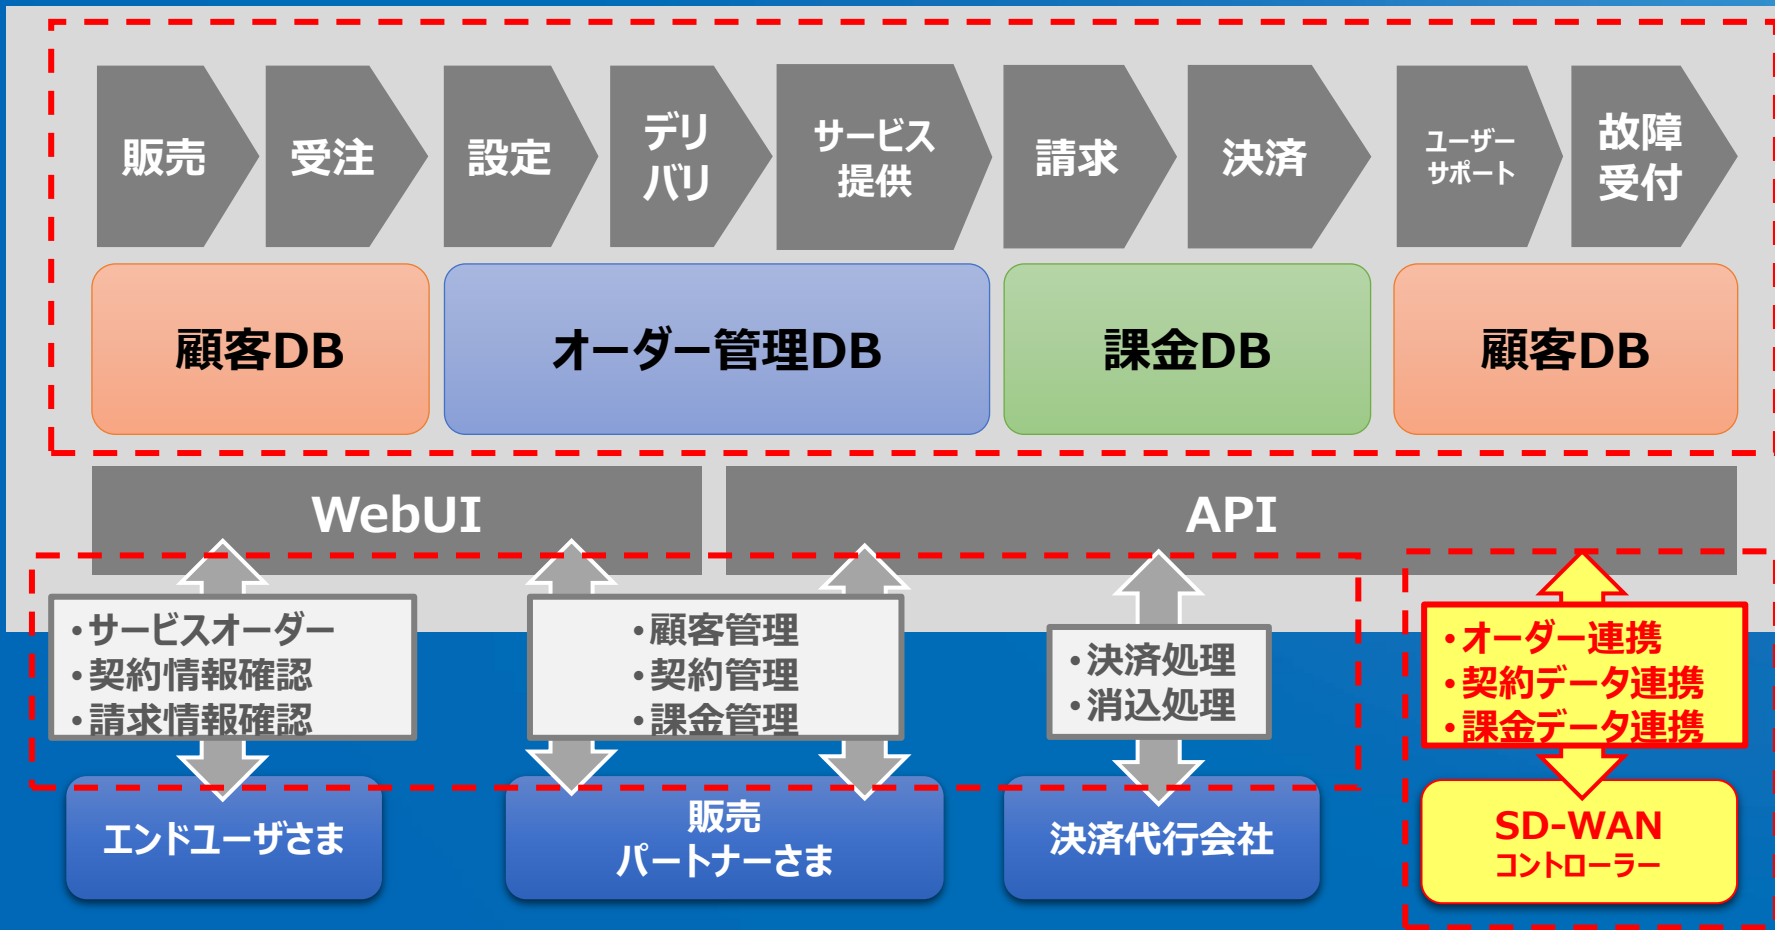 販売
受注
設定
デリ
バリ
サービス
提供
請求
決済
ユーザー
サポート
故障
受付
顧客DB
オーダー管理DB
課金DB
顧客DB
WebUI
API
・サービスオーダー
・契約情報確認
・請求情報確認
・顧客管理
・契約管理
・課金管理
・決済処理
・消込処理
・オーダー連携
・契約データ連携
・課金データ連携
エンドユーザさま
販売
パートナーさま
決済代行会社
SD-WAN
コントローラー